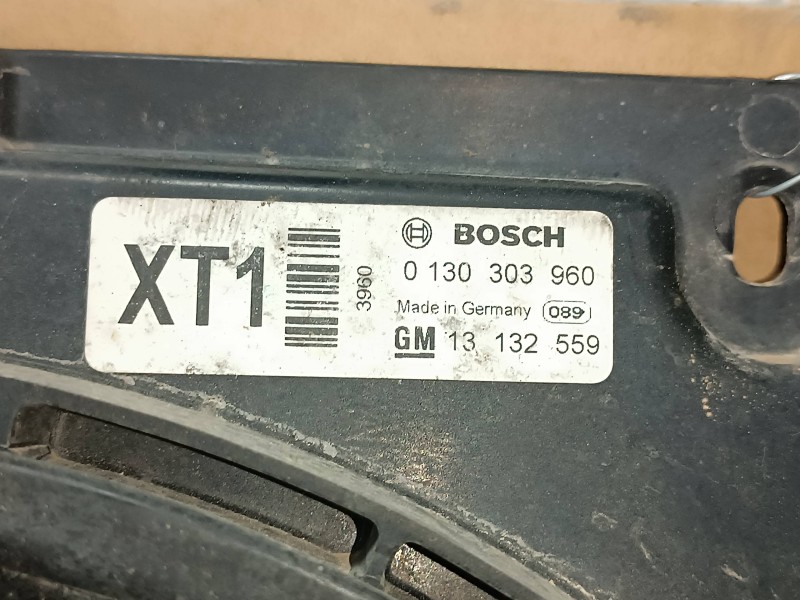 XT1
3960
BOSCH
0 130 303 960
Made in Germany 089
GM 13 132 559